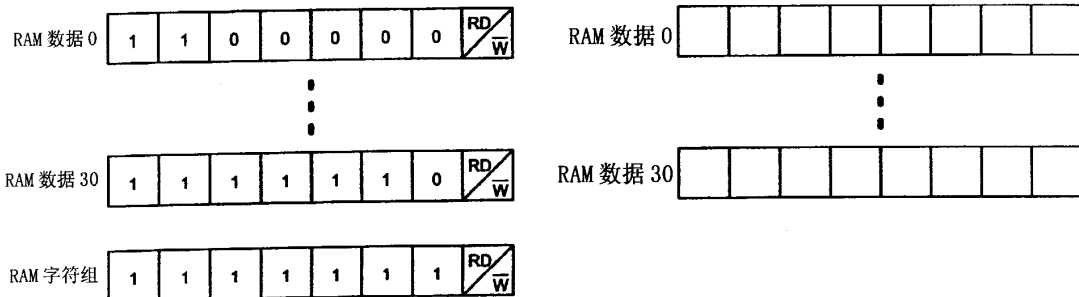 RAM 数据 0 1 1 0 0 0 0 0 RD/W̅
RAM 数据 0
RAM 数据 30 1 1 1 1 1 1 0 RD/W̅
RAM 数据 30
RAM 字符组 1 1 1 1 1 1 1 RD/W̅